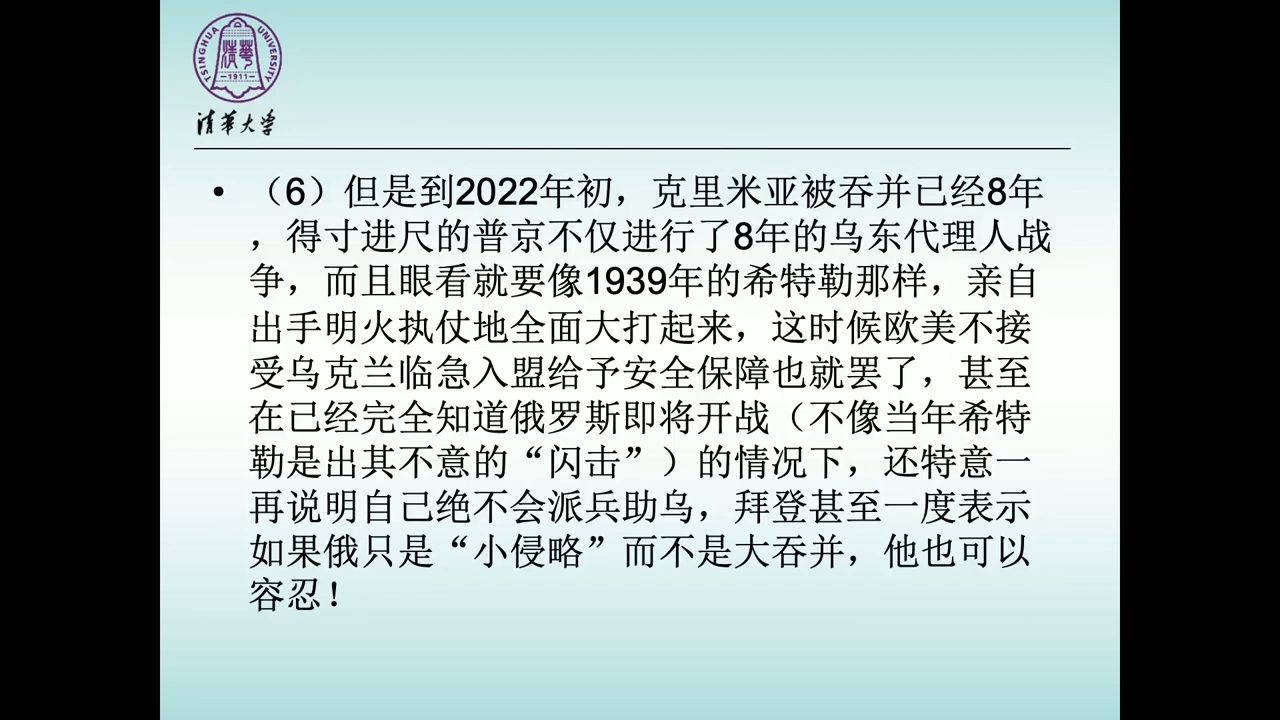 TSINGHUA UNIVERSITY
清華
1911
清华大学
• （6）但是到2022年初，克里米亚被吞并已经8年
，得寸进尺的普京不仅进行了8年的乌东代理人战
争，而且眼看就要像1939年的希特勒那样，亲自
出手明火执仗地全面大打起来，这时候欧美不接
受乌克兰临急入盟给予安全保障也就罢了，甚至
在已经完全知道俄罗斯即将开战（不像当年希特
勒是出其不意的“闪击”）的情况下，还特意一
再说明自己绝不会派兵助乌，拜登甚至一度表示
如果俄只是“小侵略”而不是大吞并，他也可以
容忍！